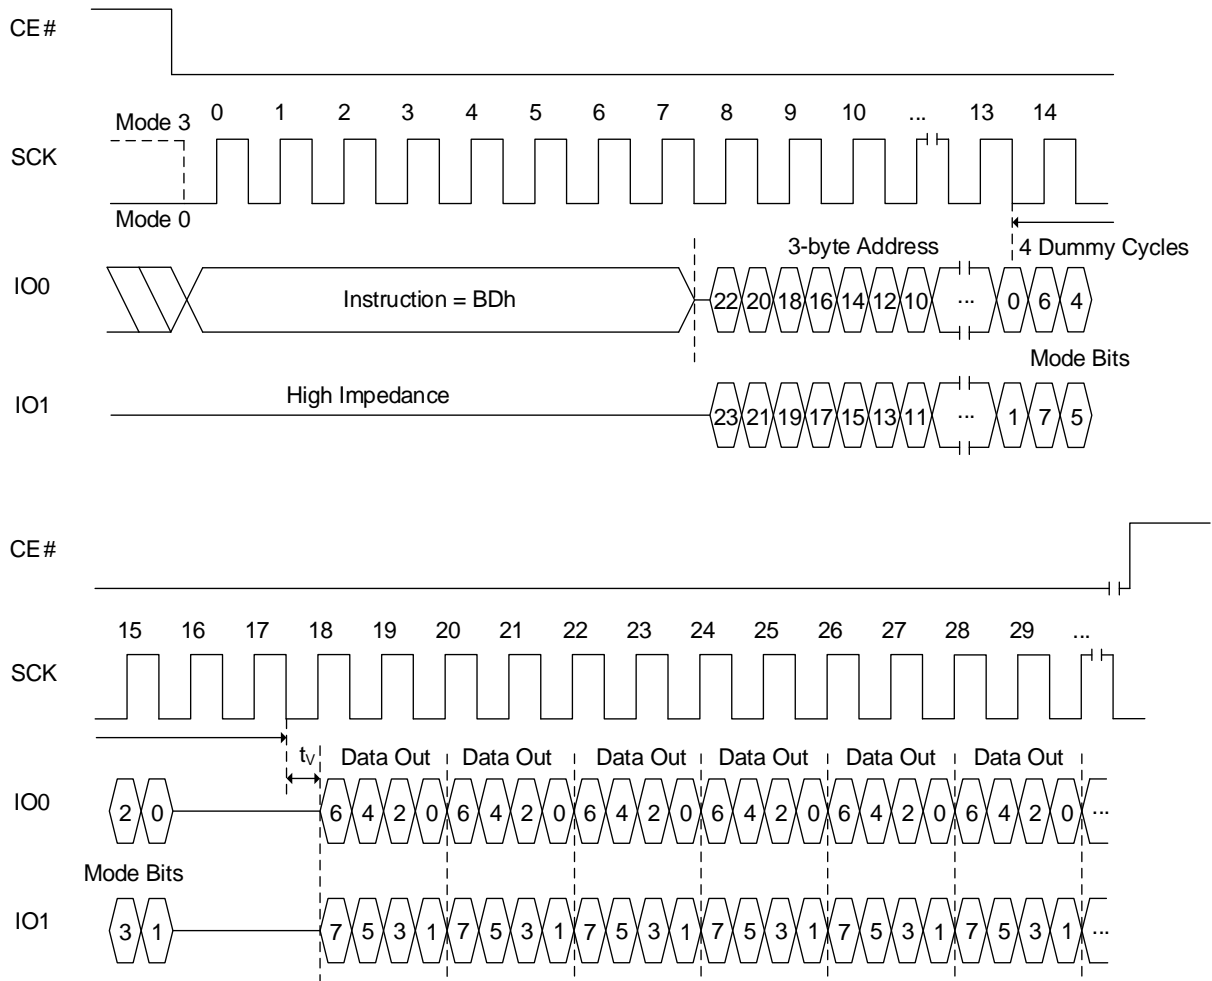 CE#
Mode 3
0 1 2 3 4 5 6 7 8 9 10 ... 13 14
SCK
Mode 0
3-byte Address
4 Dummy Cycles
IO0
Instruction = BDh
22 20 18 16 14 12 10 ... 0 6 4
Mode Bits
IO1
High Impedance
23 21 19 17 15 13 11 ... 1 7 5
CE#
15 16 17 18 19 20 21 22 23 24 25 26 27 28 29 ...
SCK
tV
Data Out Data Out Data Out Data Out Data Out Data Out
IO0
2 0 6 4 2 0 6 4 2 0 6 4 2 0 6 4 2 0 6 4 2 0 6 4 2 0 ...
Mode Bits
IO1
3 1 7 5 3 1 7 5 3 1 7 5 3 1 7 5 3 1 7 5 3 1 7 5 3 1 ...